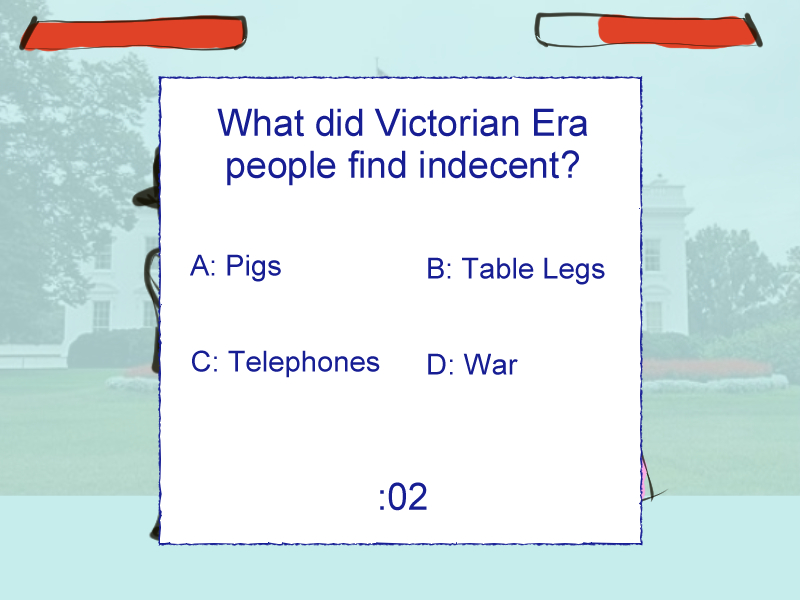 What did Victorian Era
people find indecent?
A: Pigs
B: Table Legs
C: Telephones
D: War
:02